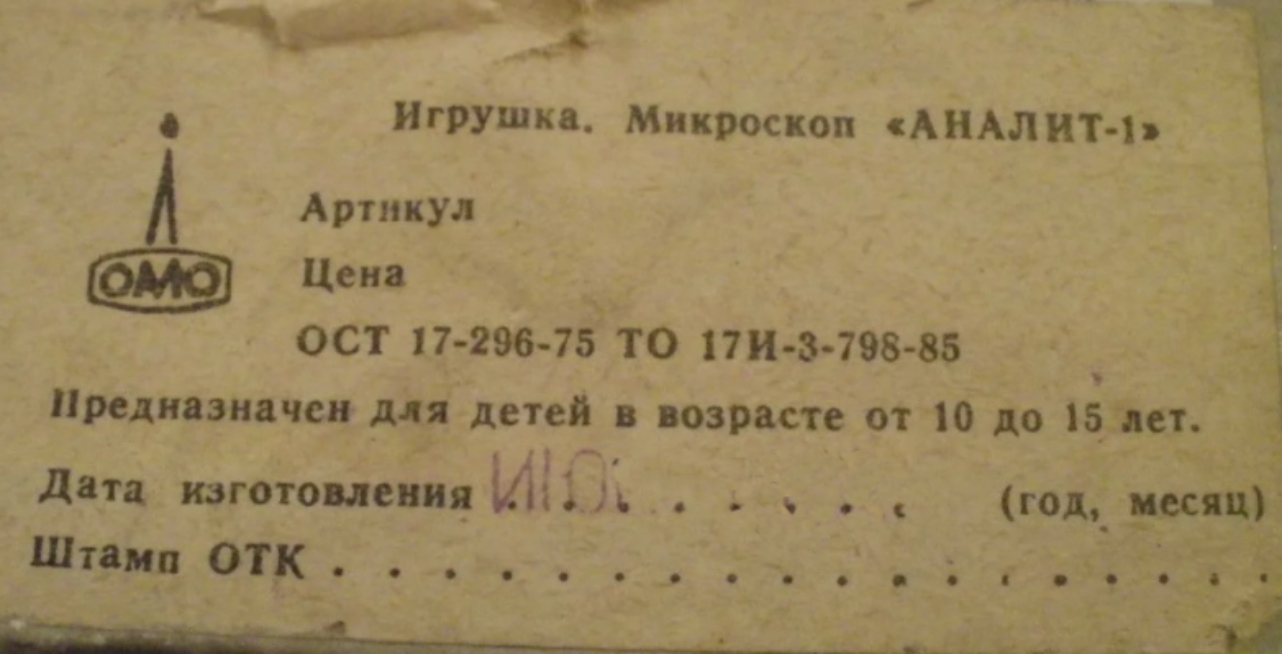 Игрушка. Микроскоп «АНАЛИТ-1»
Артикул
ОМО
Цена
ОСТ 17-296-75 ТО 17И-3-798-85
Предназначен для детей в возрасте от 10 до 15 лет.
Дата изготовления . . . . . . . . (год, месяц)
Штамп ОТК . . . . . . . . . . . . . . . . .